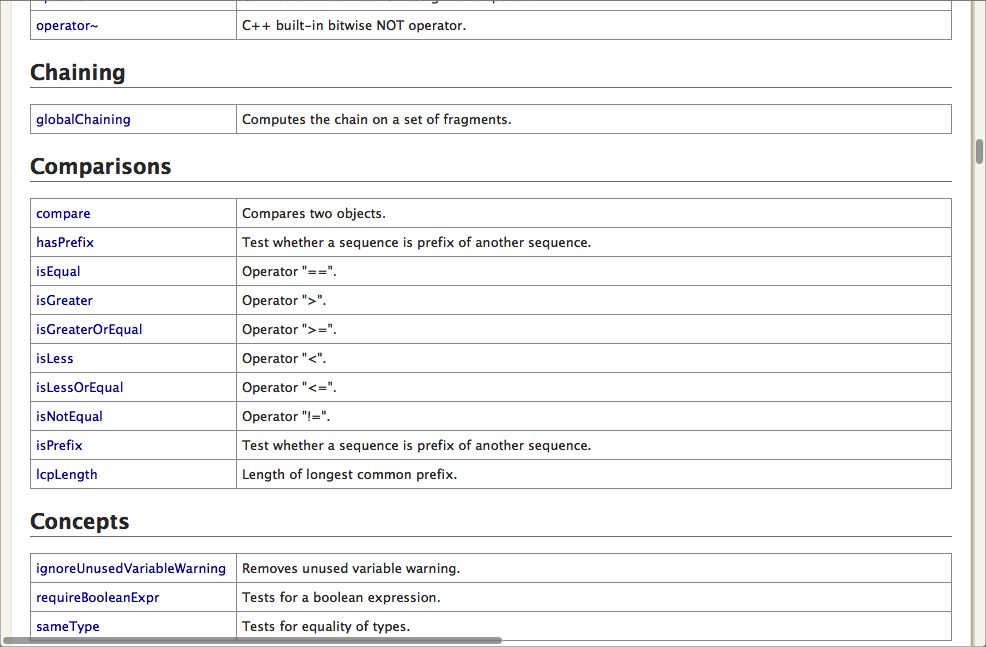 operator~ C++ built-in bitwise NOT operator.
Chaining
globalChaining Computes the chain on a set of fragments.
Comparisons
compare Compares two objects.
hasPrefix Test whether a sequence is prefix of another sequence.
isEqual Operator "==".
isGreater Operator ">".
isGreaterOrEqual Operator ">=".
isLess Operator "<".
isLessOrEqual Operator "<=".
isNotEqual Operator "!=".
isPrefix Test whether a sequence is prefix of another sequence.
lcpLength Length of longest common prefix.
Concepts
ignoreUnusedVariableWarning Removes unused variable warning.
requireBooleanExpr Tests for a boolean expression.
sameType Tests for equality of types.